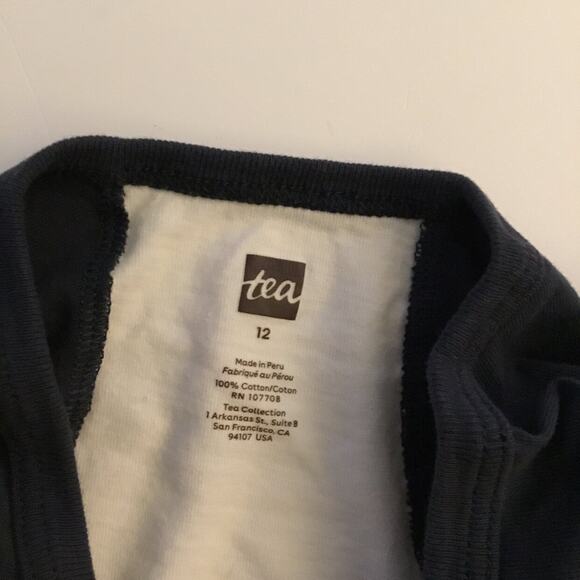 tea
12
Made in Peru
Fabriqué au Pérou
100% Cotton/Coton
RN 107708
Tea Collection
1 Arkansas St., Suite B
San Francisco, CA
94107 USA